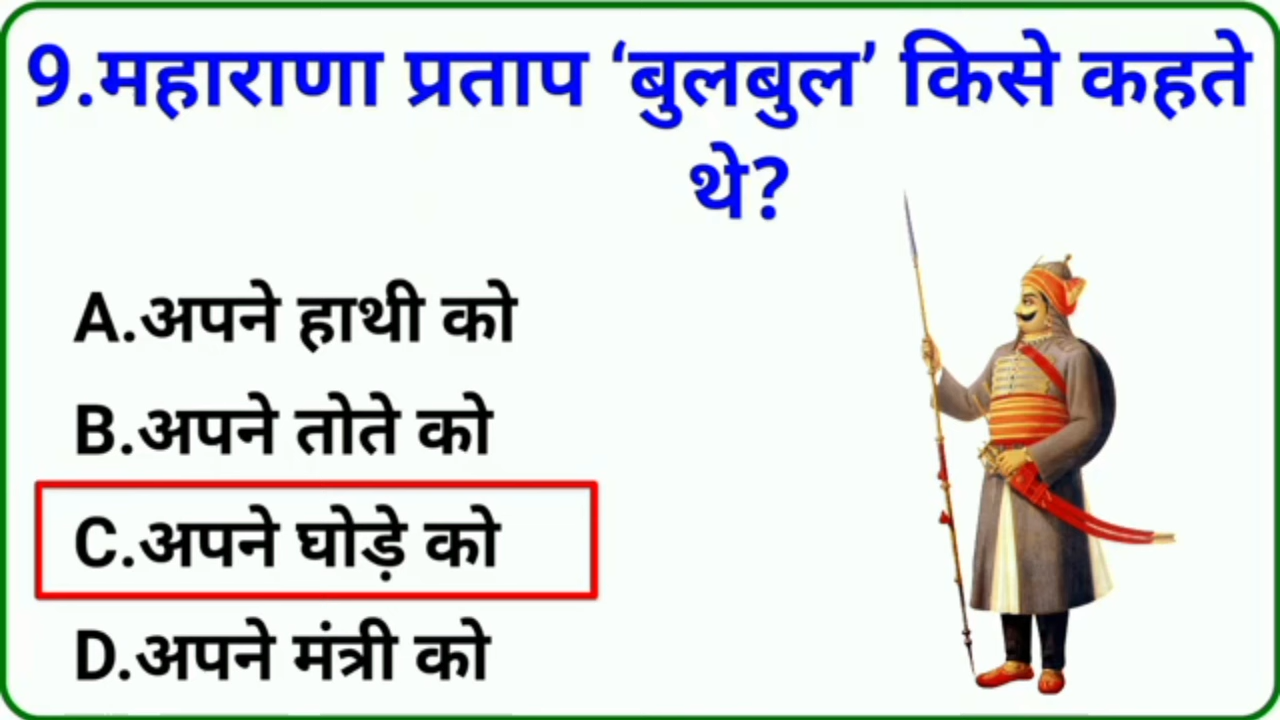 9.महाराणा प्रताप ‘बुलबुल’ किसे कहते
थे?
A.अपने हाथी को
B.अपने तोते को
C.अपने घोड़े को
D.अपने मंत्री को